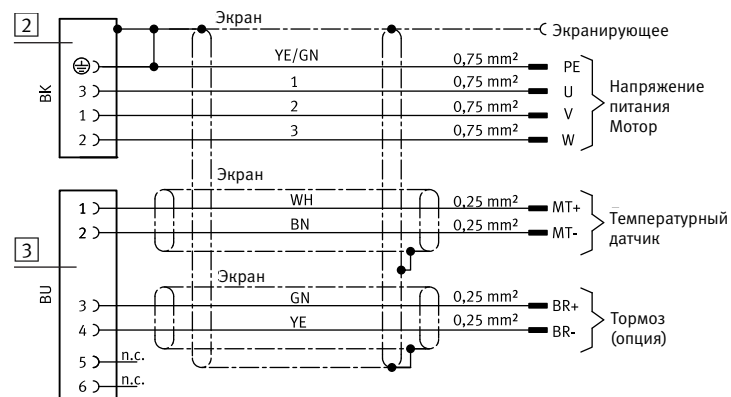 2
Экран
Экранирующее
BK
YE/GN 0,75 mm² PE
3 1 0,75 mm² U
1 2 0,75 mm² V
2 3 0,75 mm² W
Напряжение
питания
Мотор
3
BU
Экран
1 WH 0,25 mm² MT+
2 BN 0,25 mm² MT-
Температурный
датчик
Экран
3 GN 0,25 mm² BR+
4 YE 0,25 mm² BR-
Тормоз
(опция)
5 n.c.
6 n.c.